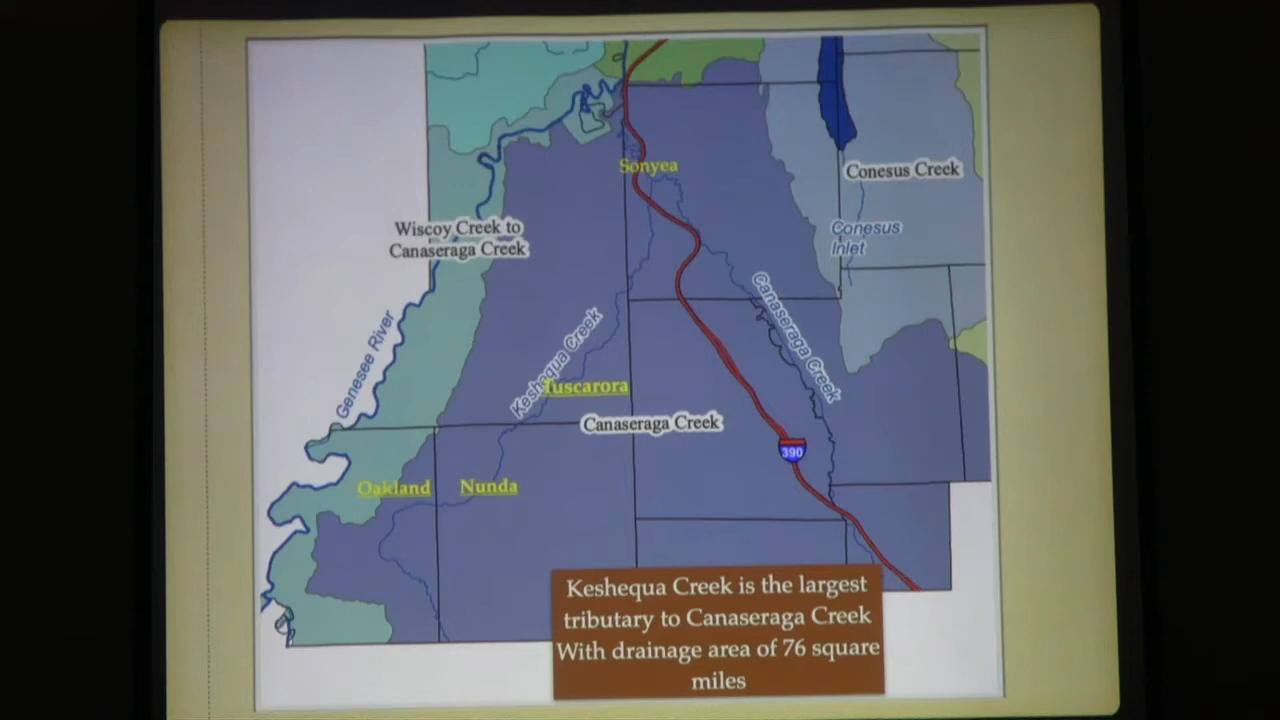 Sonyea
Conesus Creek
Wiscoy Creek to
Canaseraga Creek
Conesus
Inlet
Genesee River
Keshequa Creek
Canaseraga Creek
Tuscarora
Canaseraga Creek
390
Oakland
Nunda
Keshequa Creek is the largest
tributary to Canaseraga Creek
With drainage area of 76 square
miles